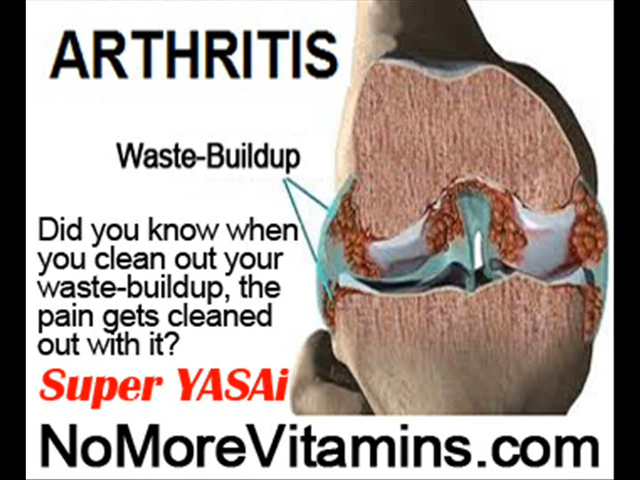 ARTHRITIS
Waste-Buildup
Did you know when
you clean out your
waste-buildup, the
pain gets cleaned
out with it?
Super YASAi
NoMoreVitamins.com